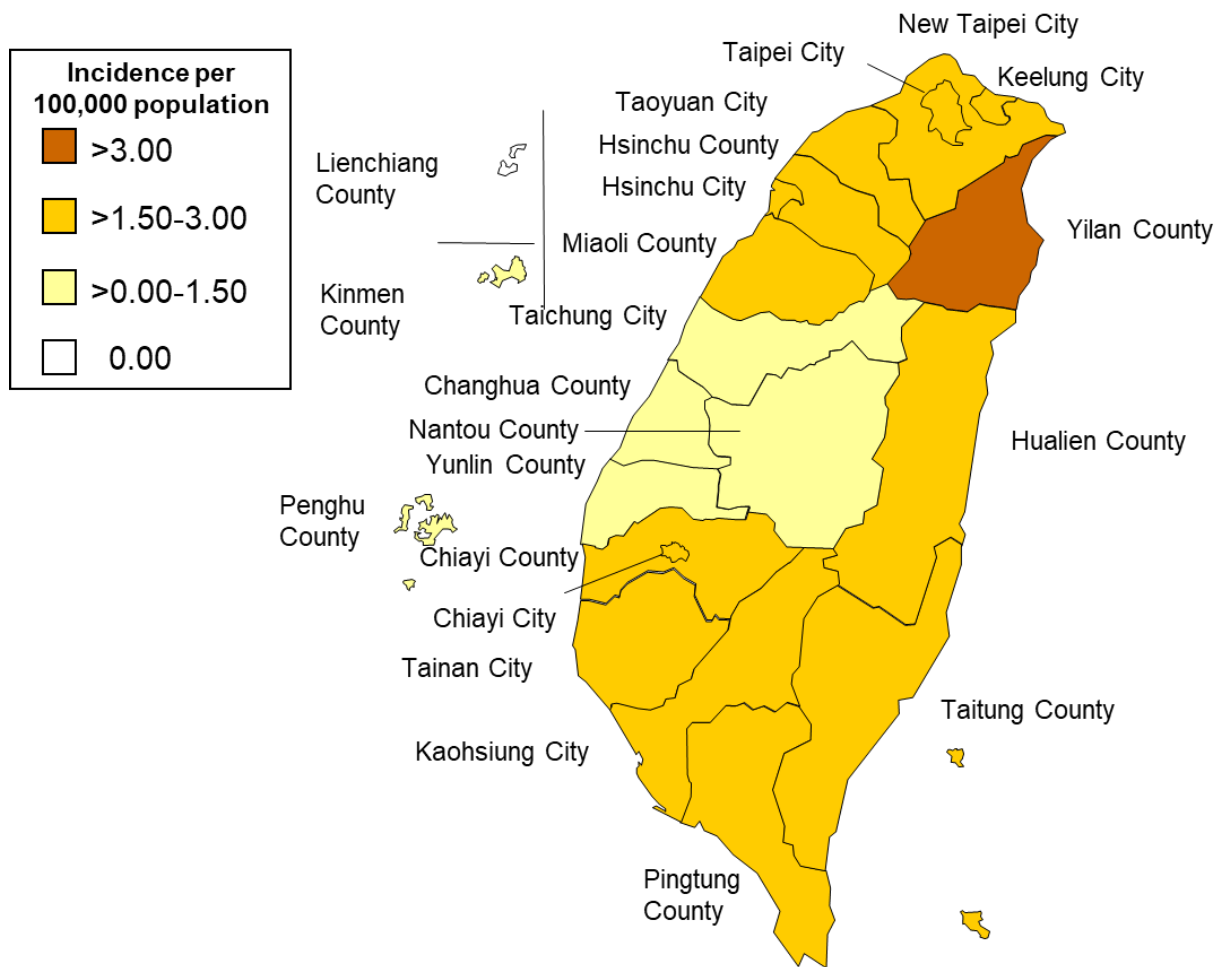 Incidence per
100,000 population
>3.00
>1.50-3.00
>0.00-1.50
0.00
New Taipei City
Taipei City
Keelung City
Taoyuan City
Hsinchu County
Lienchiang
County
Hsinchu City
Yilan County
Miaoli County
Kinmen
County
Taichung City
Changhua County
Nantou County
Hualien County
Yunlin County
Penghu
County
Chiayi County
Chiayi City
Tainan City
Taitung County
Kaohsiung City
Pingtung
County